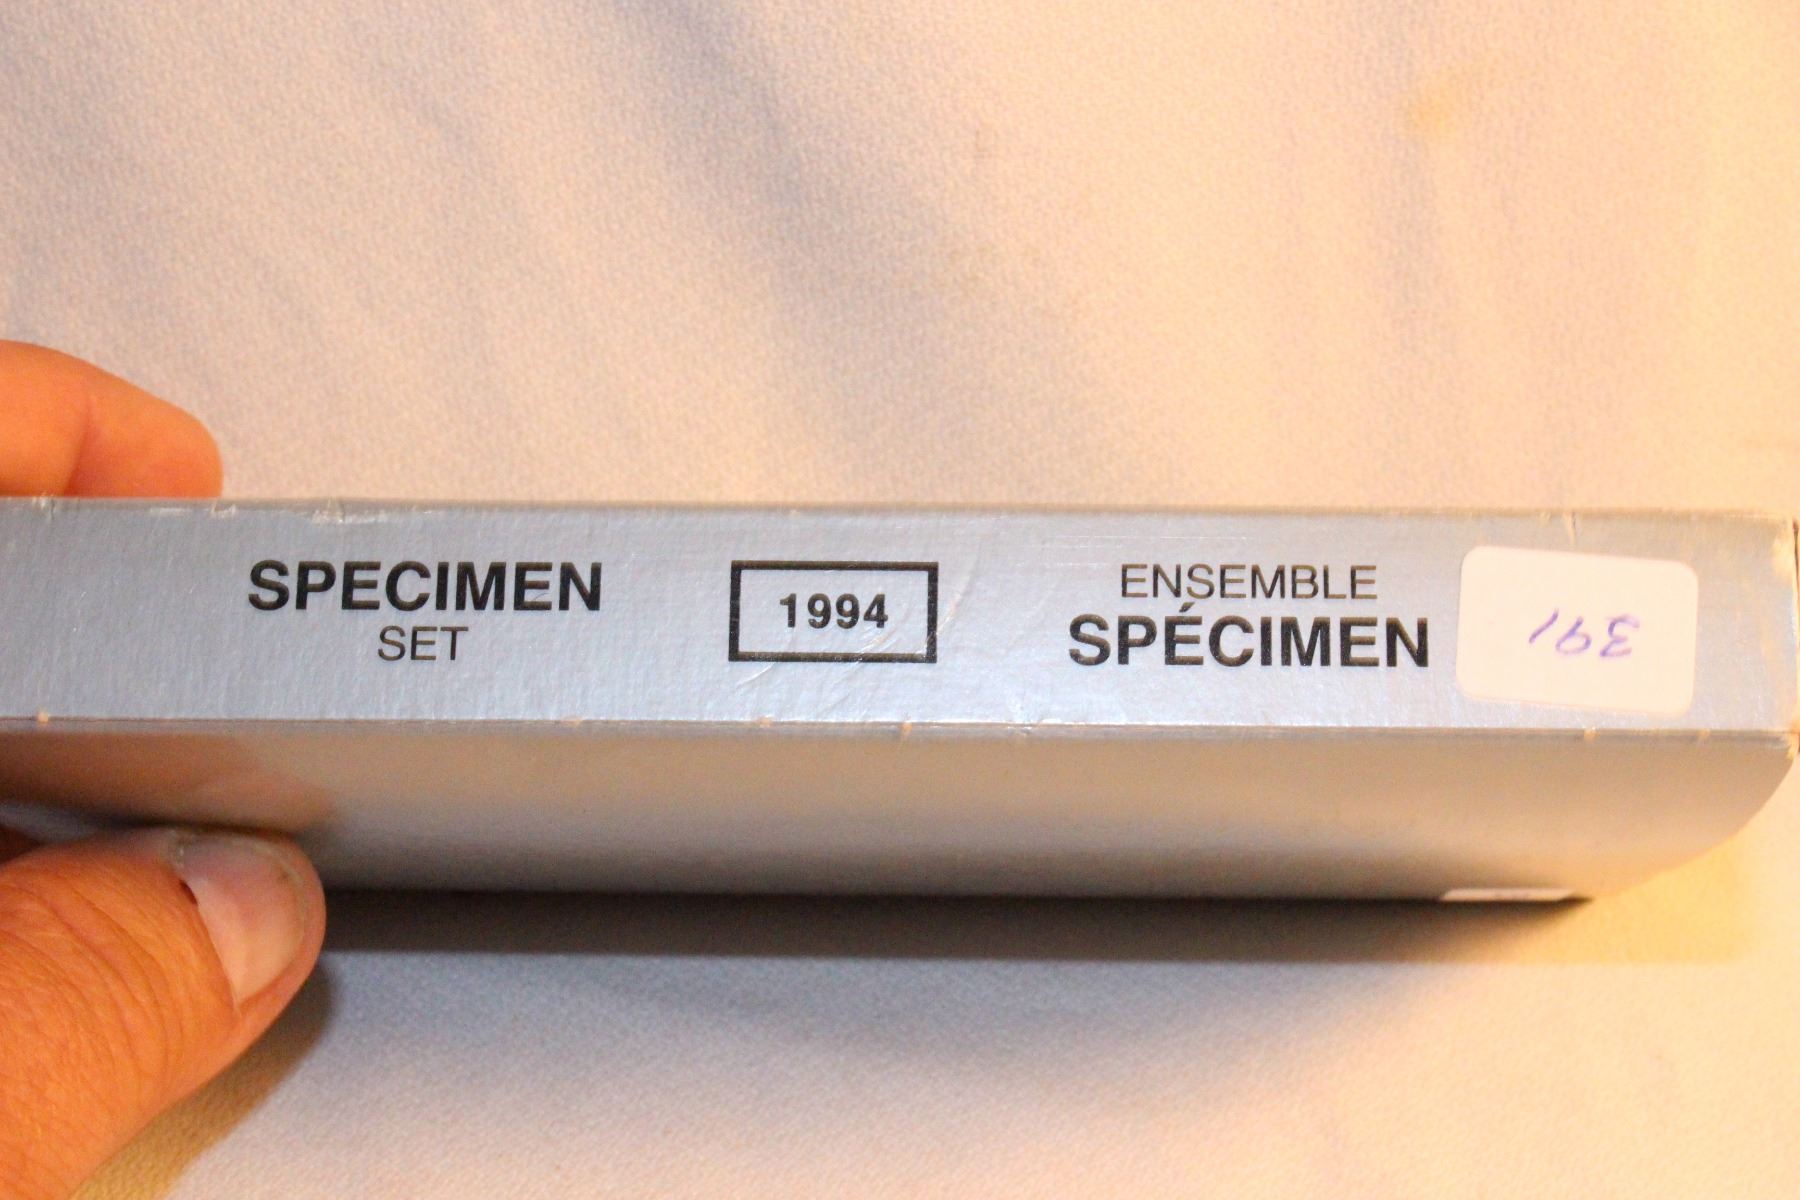 SPECIMEN
SET
1994
ENSEMBLE
SPÉCIMEN
391